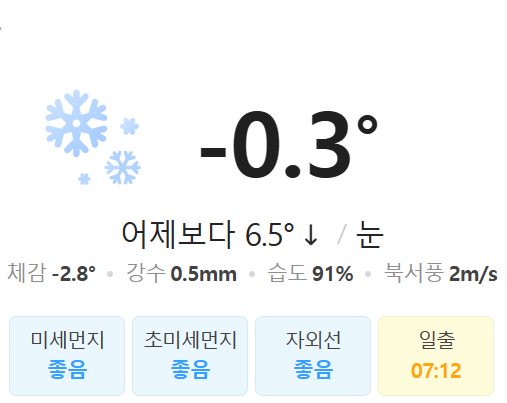 -0.3°
어제보다 6.5° ↓ / 눈
체감 -2.8° • 강수 0.5mm • 습도 91% • 북서풍 2m/s
미세먼지 초미세먼지 자외선 일출
좋음 좋음 좋음 07:12